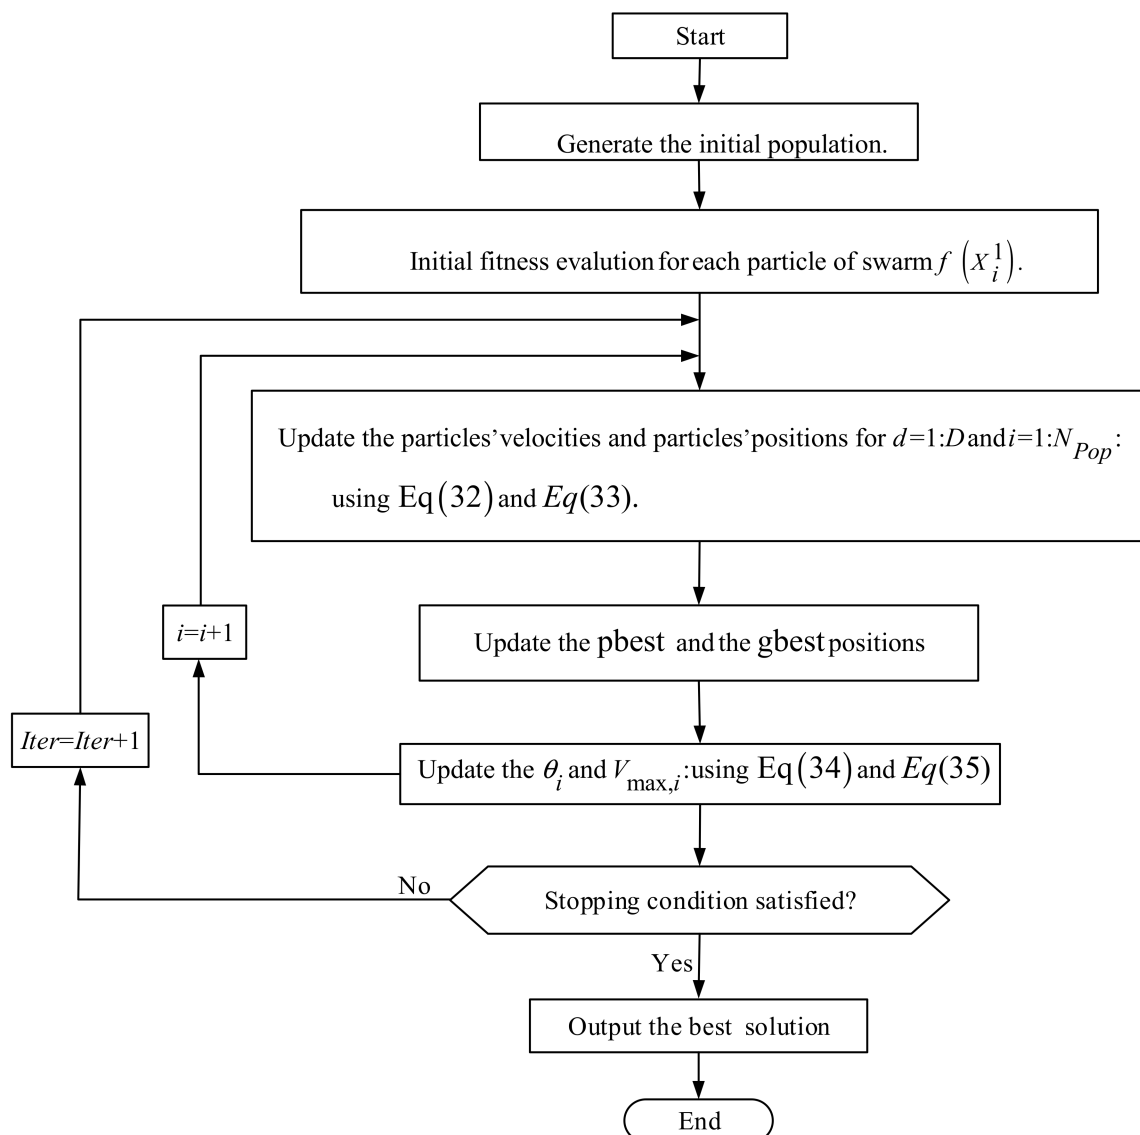 Start
Generate the initial population.
Initial fitness evalution for each particle of swarm f (X_i^1).
Update the particles' velocities and particles' positions for d=1:D and i=1:N_Pop:
using Eq(32) and Eq(33).
i=i+1
Update the pbest and the gbest positions
Iter=Iter+1
Update the θ_i and V_max,i: using Eq(34) and Eq(35)
No
Stopping condition satisfied?
Yes
Output the best solution
End